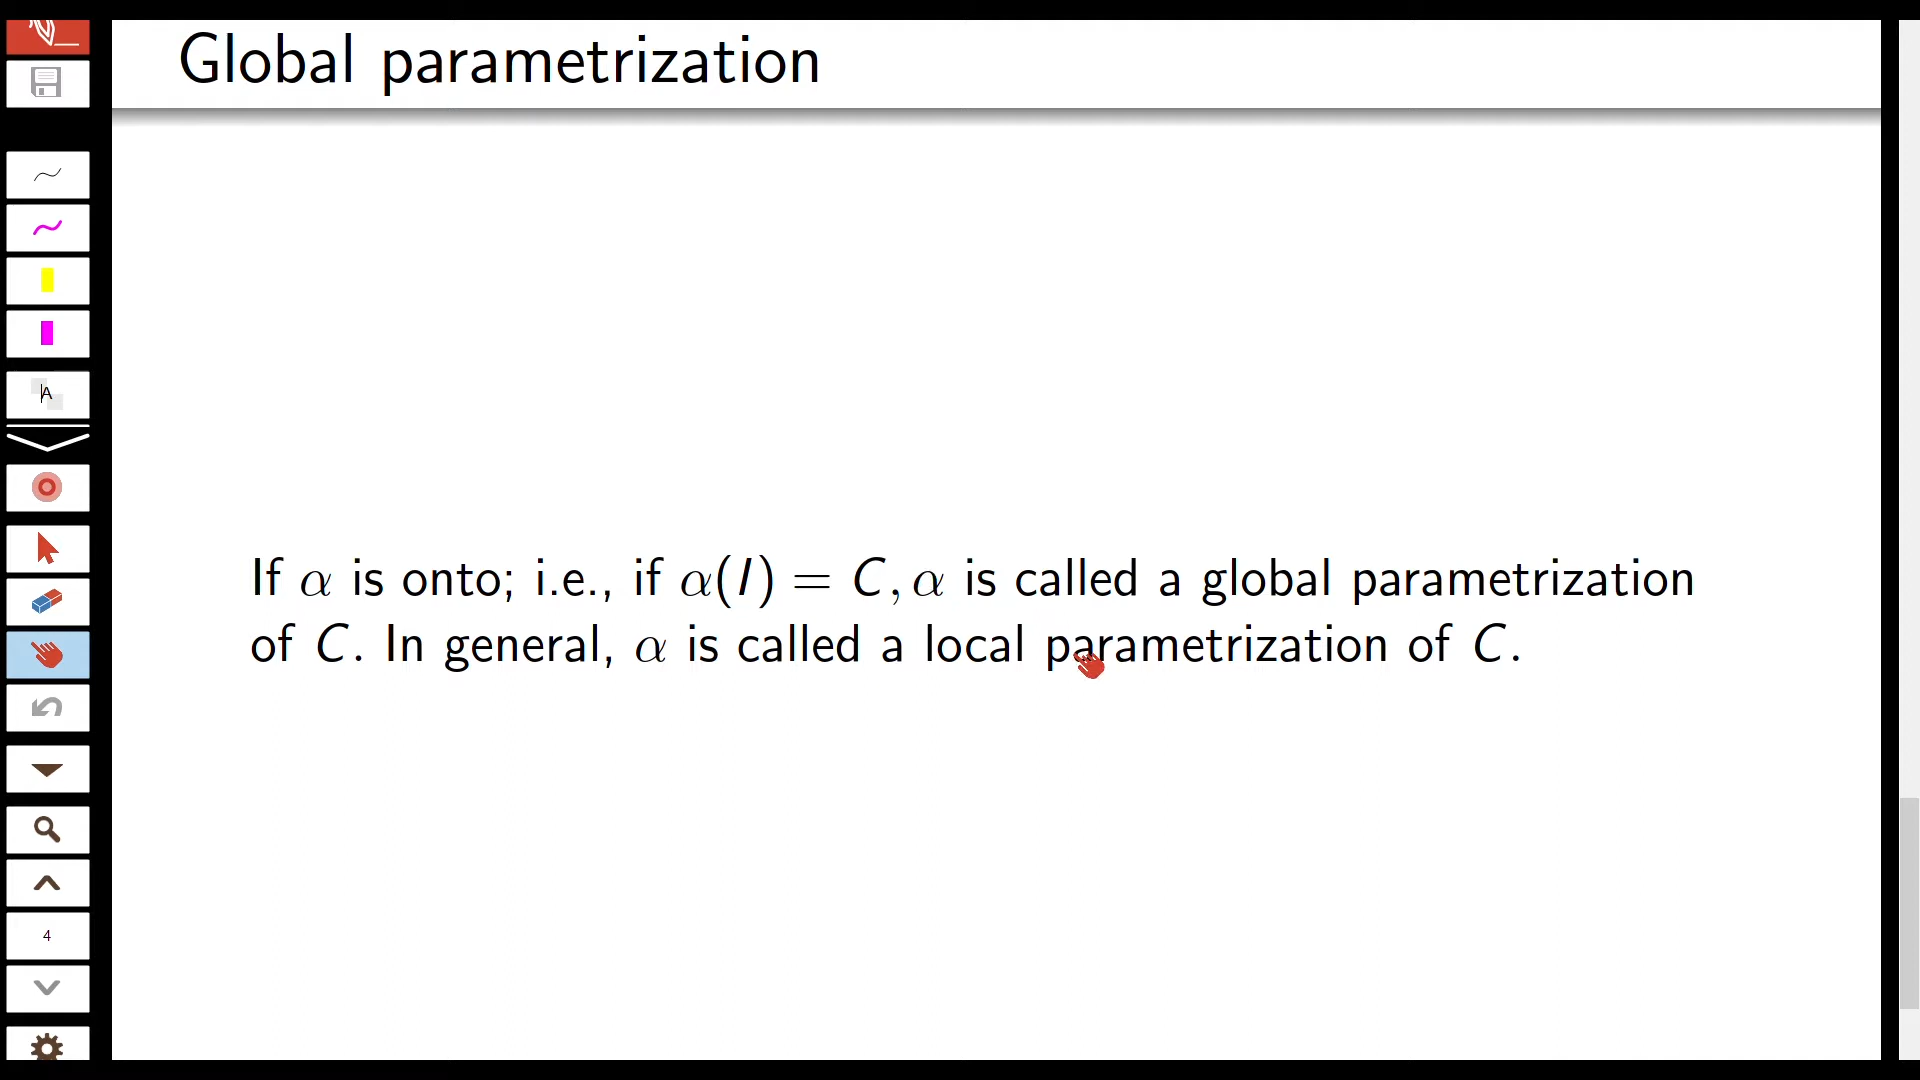 Global parametrization
A
If α is onto; i.e., if α(I) = C, α is called a global parametrization
of C. In general, α is called a local parametrization of C.
4